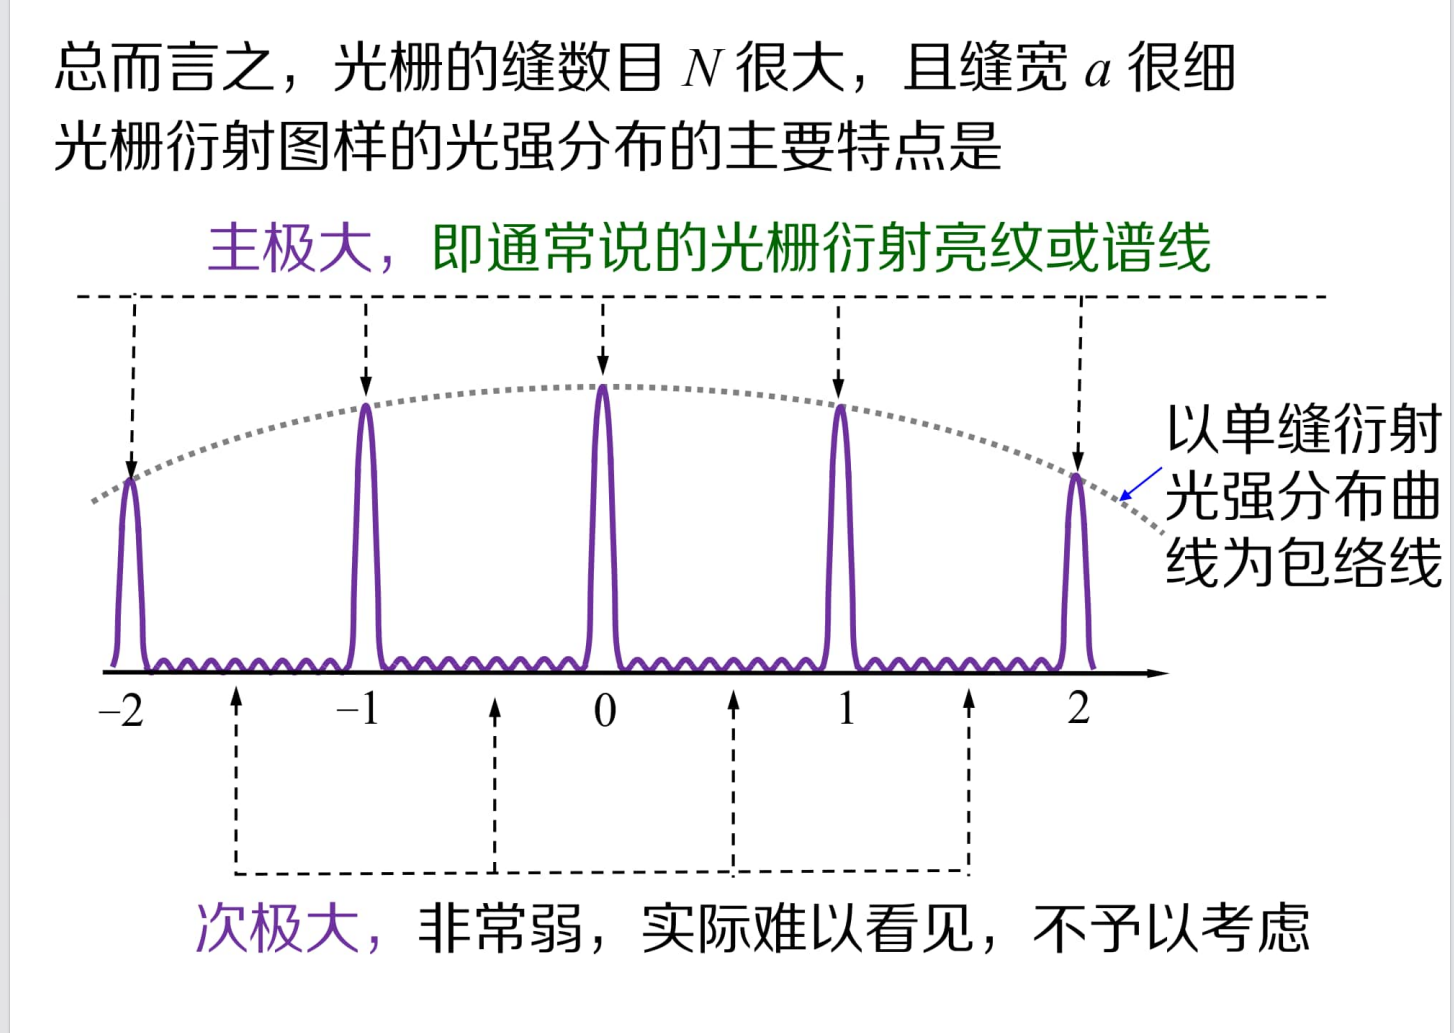 总而言之，光栅的缝数目 N 很大，且缝宽 a 很细
光栅衍射图样的光强分布的主要特点是
主极大，即通常说的光栅衍射亮纹或谱线
以单缝衍射
光强分布曲
线为包络线
–2 –1 0 1 2
次极大，非常弱，实际难以看见，不予以考虑